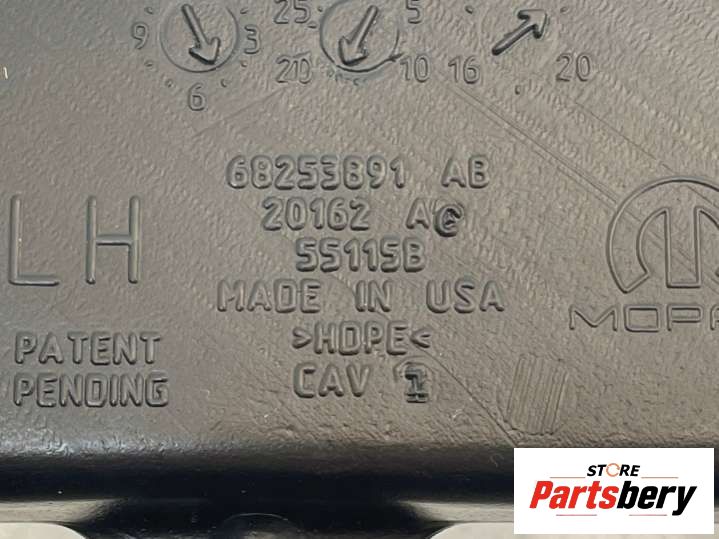 9 3 6
25 5 20 10
16 20
68253891 AB
20162 AC
55115B
MADE IN USA
>HDPE<
CAV
LH
PATENT
PENDING
STORE
Partsbery